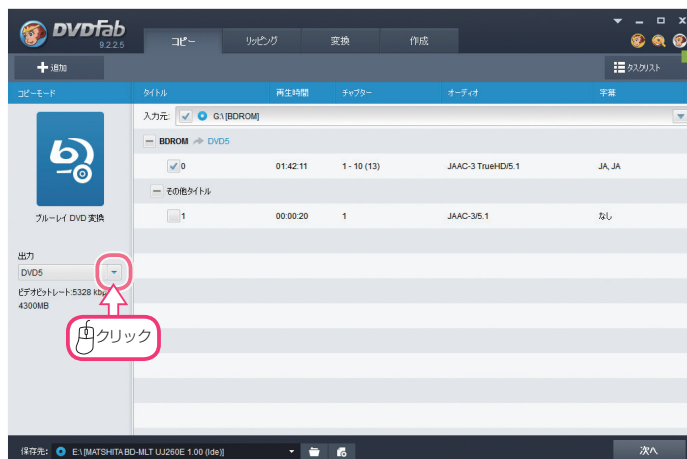 DVDFab
9.2.2.5
コピー
リッピング
変換
作成
追加
タスクリスト
コピーモード
タイトル
再生時間
チャプター
オーディオ
字幕
入力元:
G:\ [BDROM]
BDROM
DVD5
0
01:42:11
1 - 10 (13)
JAAC-3 TrueHD/5.1
JA, JA
その他タイトル
1
00:00:20
1
JAAC-3/5.1
なし
ブルーレイ DVD 変換
出力
DVD5
ビデオビットレート:5328 kbp
4300MB
クリック
保存先:
E:\ [MATSHITA BD-MLT UJ260E 1.00 (Ide)]
次へ